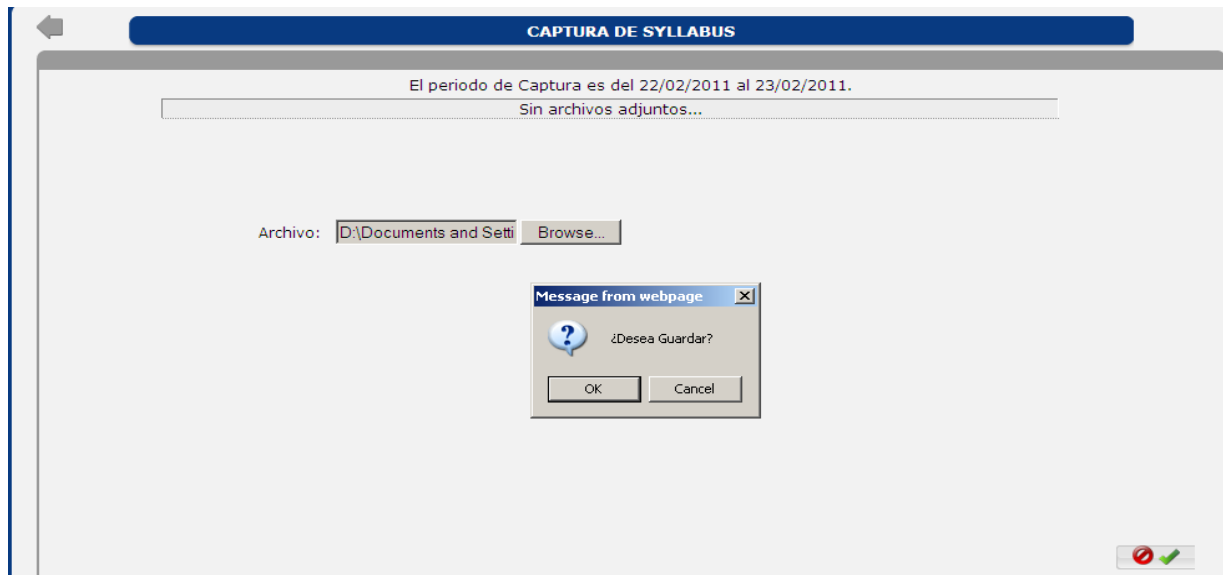 CAPTURA DE SYLLABUS
El periodo de Captura es del 22/02/2011 al 23/02/2011.
Sin archivos adjuntos...
Archivo: D:\Documents and Setti Browse...
Message from webpage
¿Desea Guardar?
OK Cancel